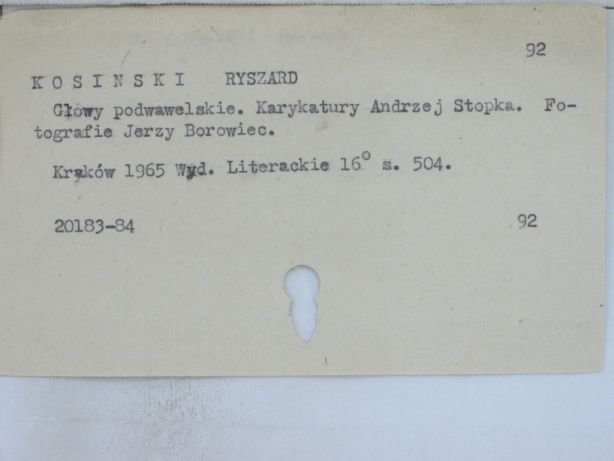 92
K O S I N S K I RYSZARD
Głowy podwawelskie. Karykatury Andrzej Stopka. Fo-
tografie Jerzy Borowiec.
Kraków 1965 Wyd. Literackie 16° s. 504.
20183-84 92